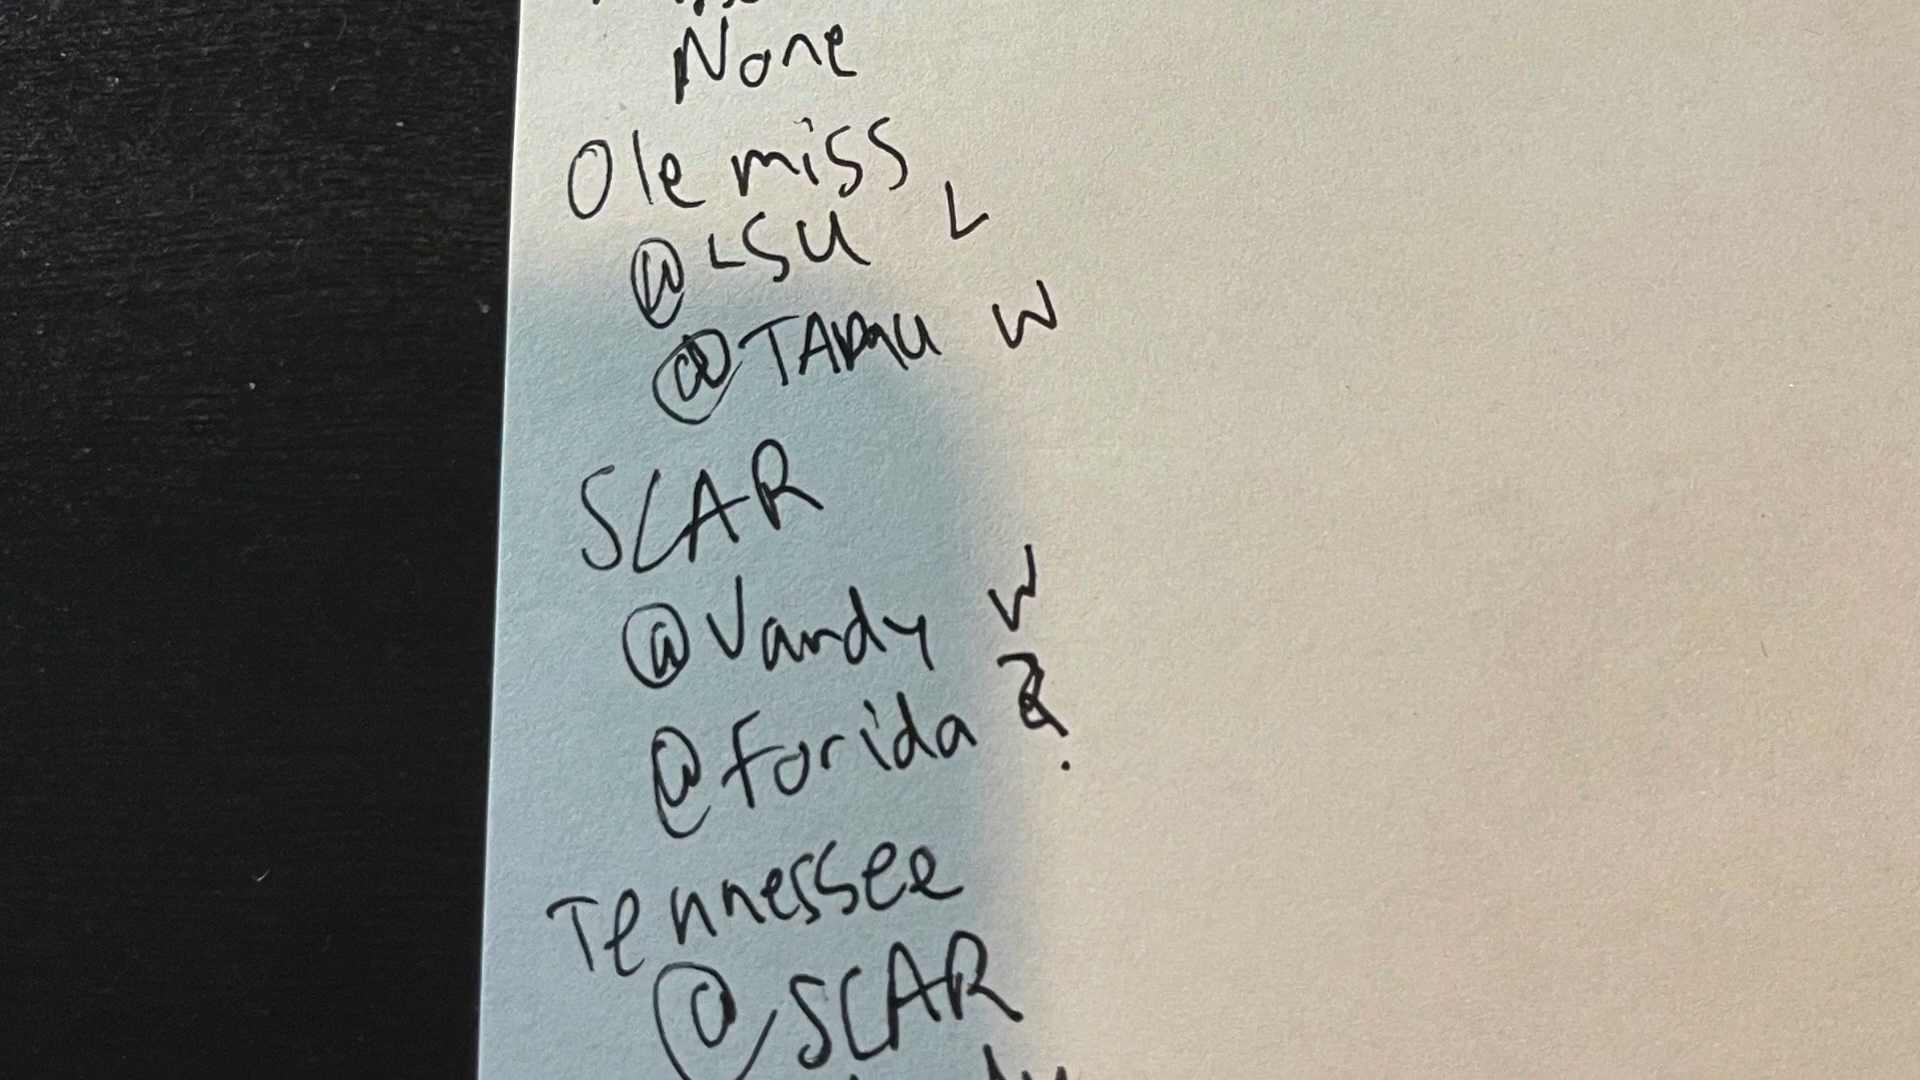 None
Ole miss
@LSU L
@TAMU W
SCAR
@Vandy W
@Forida ?
Tennessee
@SCAR